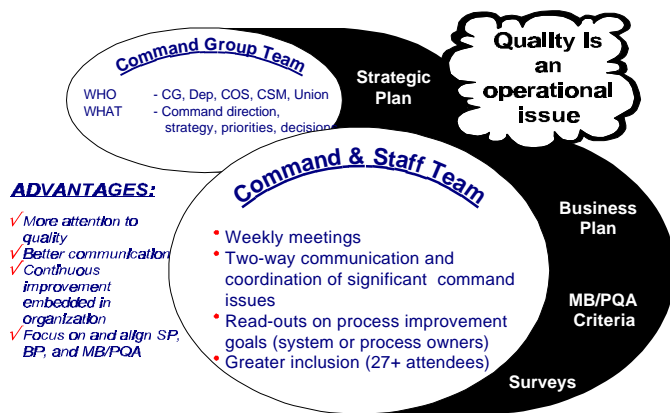 Command Group Team
WHO - CG, Dep, COS, CSM, Union
WHAT - Command direction,
strategy, priorities, decision
Strategic
Plan
Quality Is
an
operational
issue
Command & Staff Team
• Weekly meetings
• Two-way communication and
coordination of significant command
issues
• Read-outs on process improvement
goals (system or process owners)
• Greater inclusion (27+ attendees)
ADVANTAGES:
√ More attention to
quality
√ Better communication
√ Continuous
improvement
embedded in
organization
√ Focus on and align SP,
BP, and MB/PQA
Business
Plan
MB/PQA
Criteria
Surveys